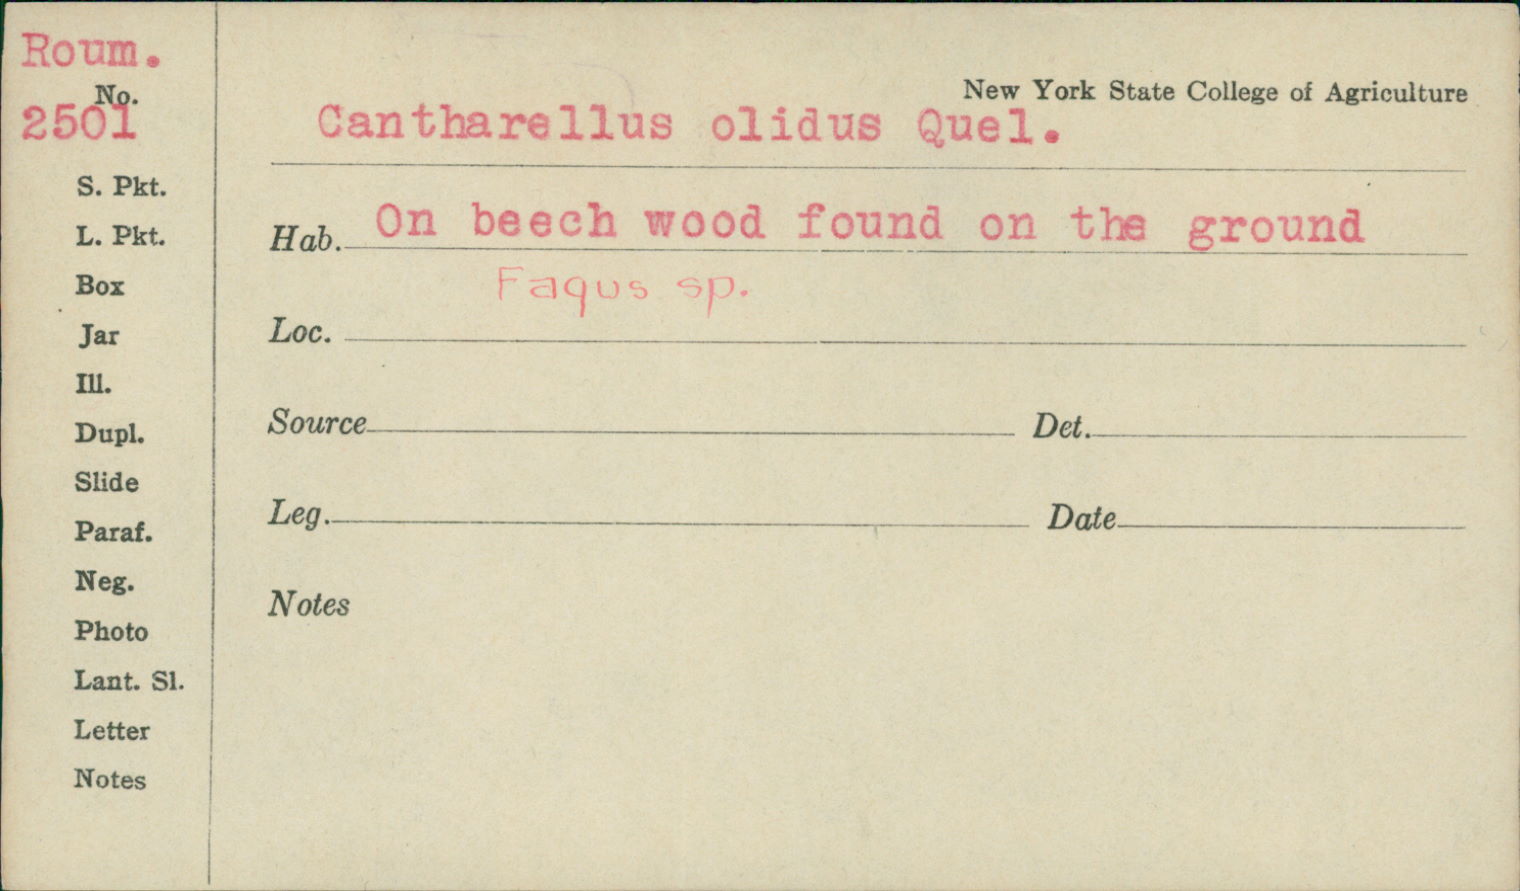 Roum.
No.
2501
S. Pkt.
L. Pkt.
Box
Jar
Ill.
Dupl.
Slide
Paraf.
Neg.
Photo
Lant. Sl.
Letter
Notes
New York State College of Agriculture
Cantharellus olidus Quel.
Hab. On beech wood found on the ground
Fagus sp.
Loc.
Source Det.
Leg. Date
Notes